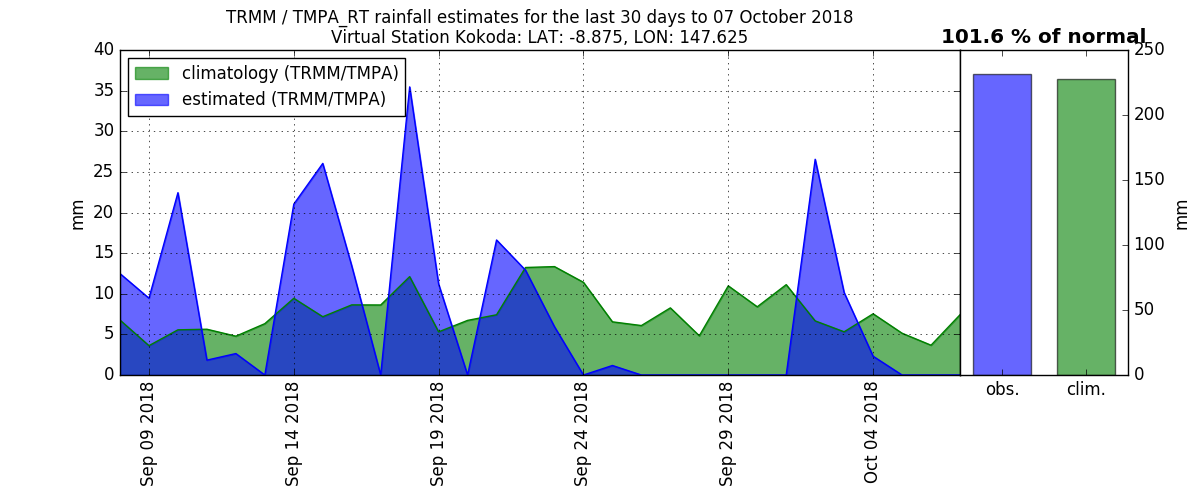 TRMM / TMPA_RT rainfall estimates for the last 30 days to 07 October 2018
Virtual Station Kokoda: LAT: -8.875, LON: 147.625
101.6 % of normal
climatology (TRMM/TMPA)
estimated (TRMM/TMPA)
40
35
30
25
20
15
10
5
0
mm
Sep 09 2018
Sep 14 2018
Sep 19 2018
Sep 24 2018
Sep 29 2018
Oct 04 2018
250
200
150
100
50
0
mm
obs.
clim.